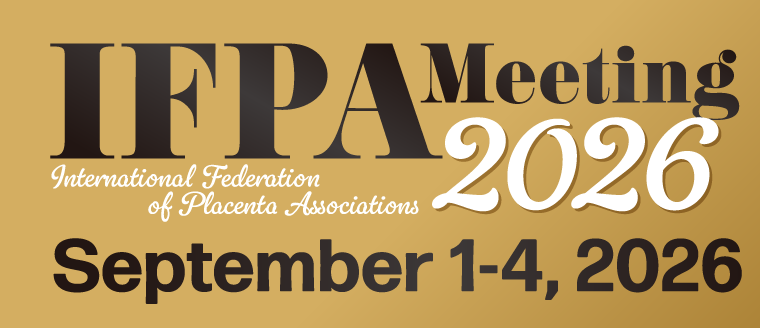 IFPA Meeting
2026
International Federation
of Placenta Associations
September 1-4, 2026